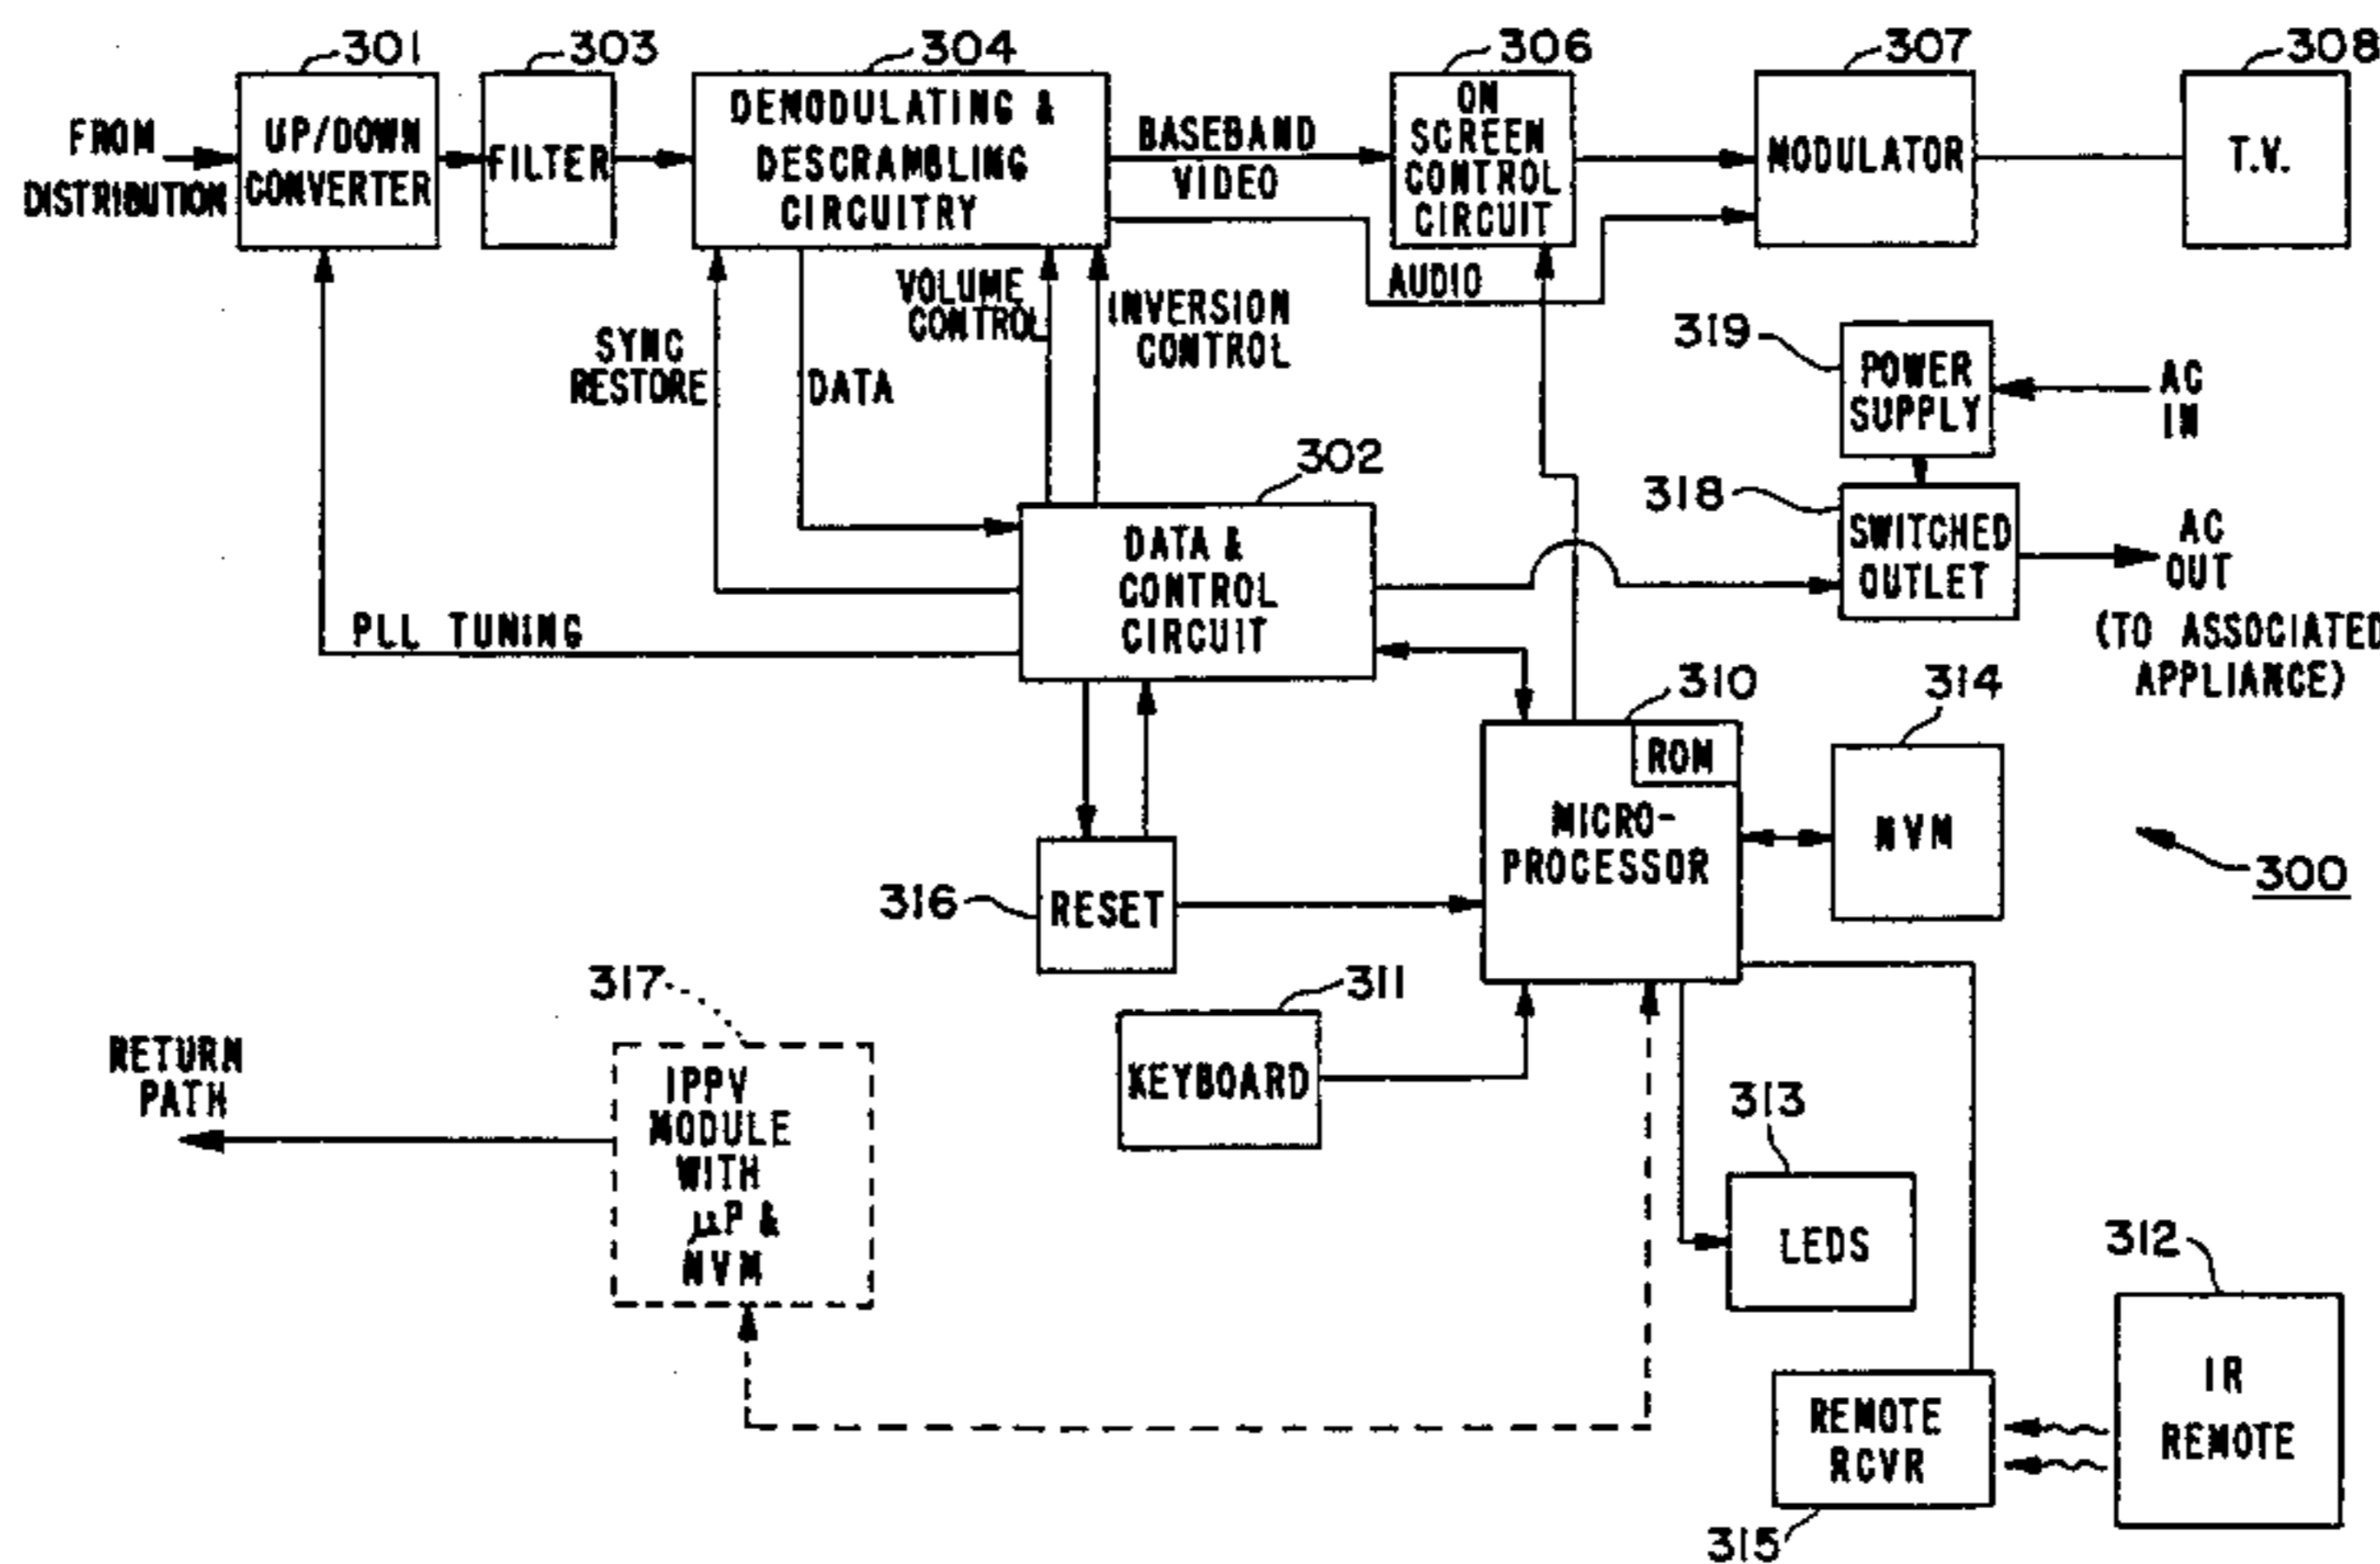 301
303
304
306
307
308
FROM
DISTRIBUTION
UP/DOWN
CONVERTER
FILTER
DEMODULATING &
DESCRAMBLING
CIRCUITRY
BASEBAND
VIDEO
ON
SCREEN
CONTROL
CIRCUIT
MODULATOR
T.V.
AUDIO
SYNC
RESTORE
DATA
VOLUME
CONTROL
INVERSION
CONTROL
319
POWER
SUPPLY
AC
IN
302
318
SWITCHED
OUTLET
AC
OUT
(TO ASSOCIATED
APPLIANCE)
DATA &
CONTROL
CIRCUIT
PLL TUNING
310
314
ROM
MICRO-
PROCESSOR
NVM
300
316
RESET
317
311
KEYBOARD
RETURN
PATH
IPPV
MODULE
WITH
µP &
NVM
313
LEDS
312
IR
REMOTE
REMOTE
RCVR
315